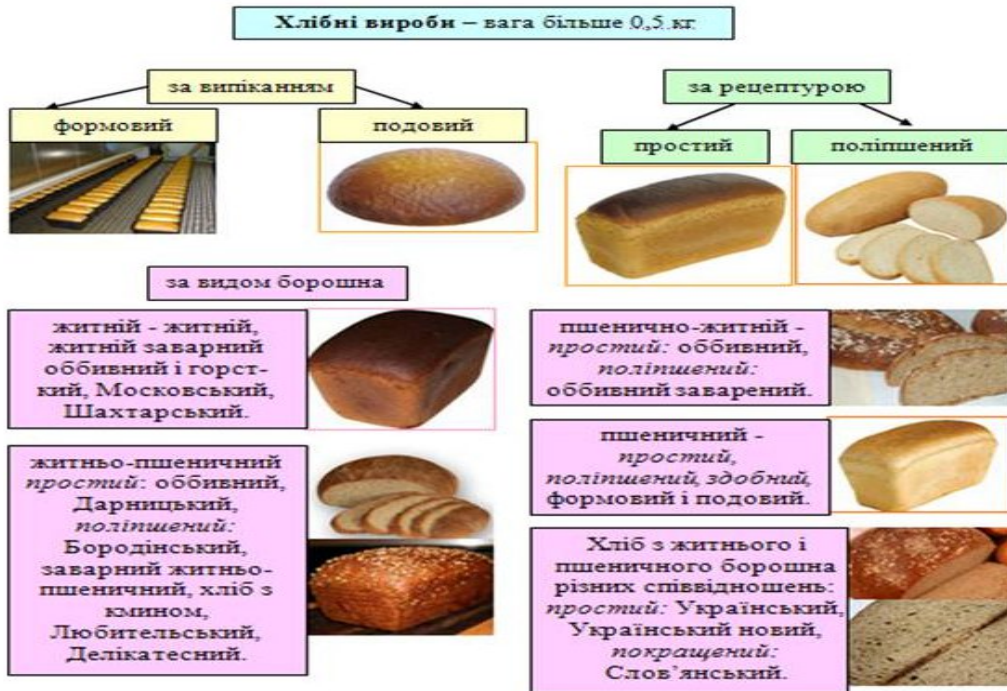 Хлібні вироби – вага більше 0,5 кг
за випіканням
за рецептурою
формовий
подовий
простий
поліпшений
за видом борошна
житній - житній,
житній заварний
оббивний і горст-
кий, Московський,
Шахтарський.
пшенично-житній -
простий: оббивний,
поліпшений:
оббивний заварений.
житньо-пшеничний
простий: оббивний,
Дарницький,
поліпшений:
Бородінський,
заварний житньо-
пшеничний, хліб з
кмином,
Любительський,
Делікатесний.
пшеничний -
простий,
поліпшений, здобний,
формовий і подовий.
Хліб з житнього і
пшеничного борошна
різних співвідношень:
простий: Український,
Український новий,
покращений:
Слов’янський.